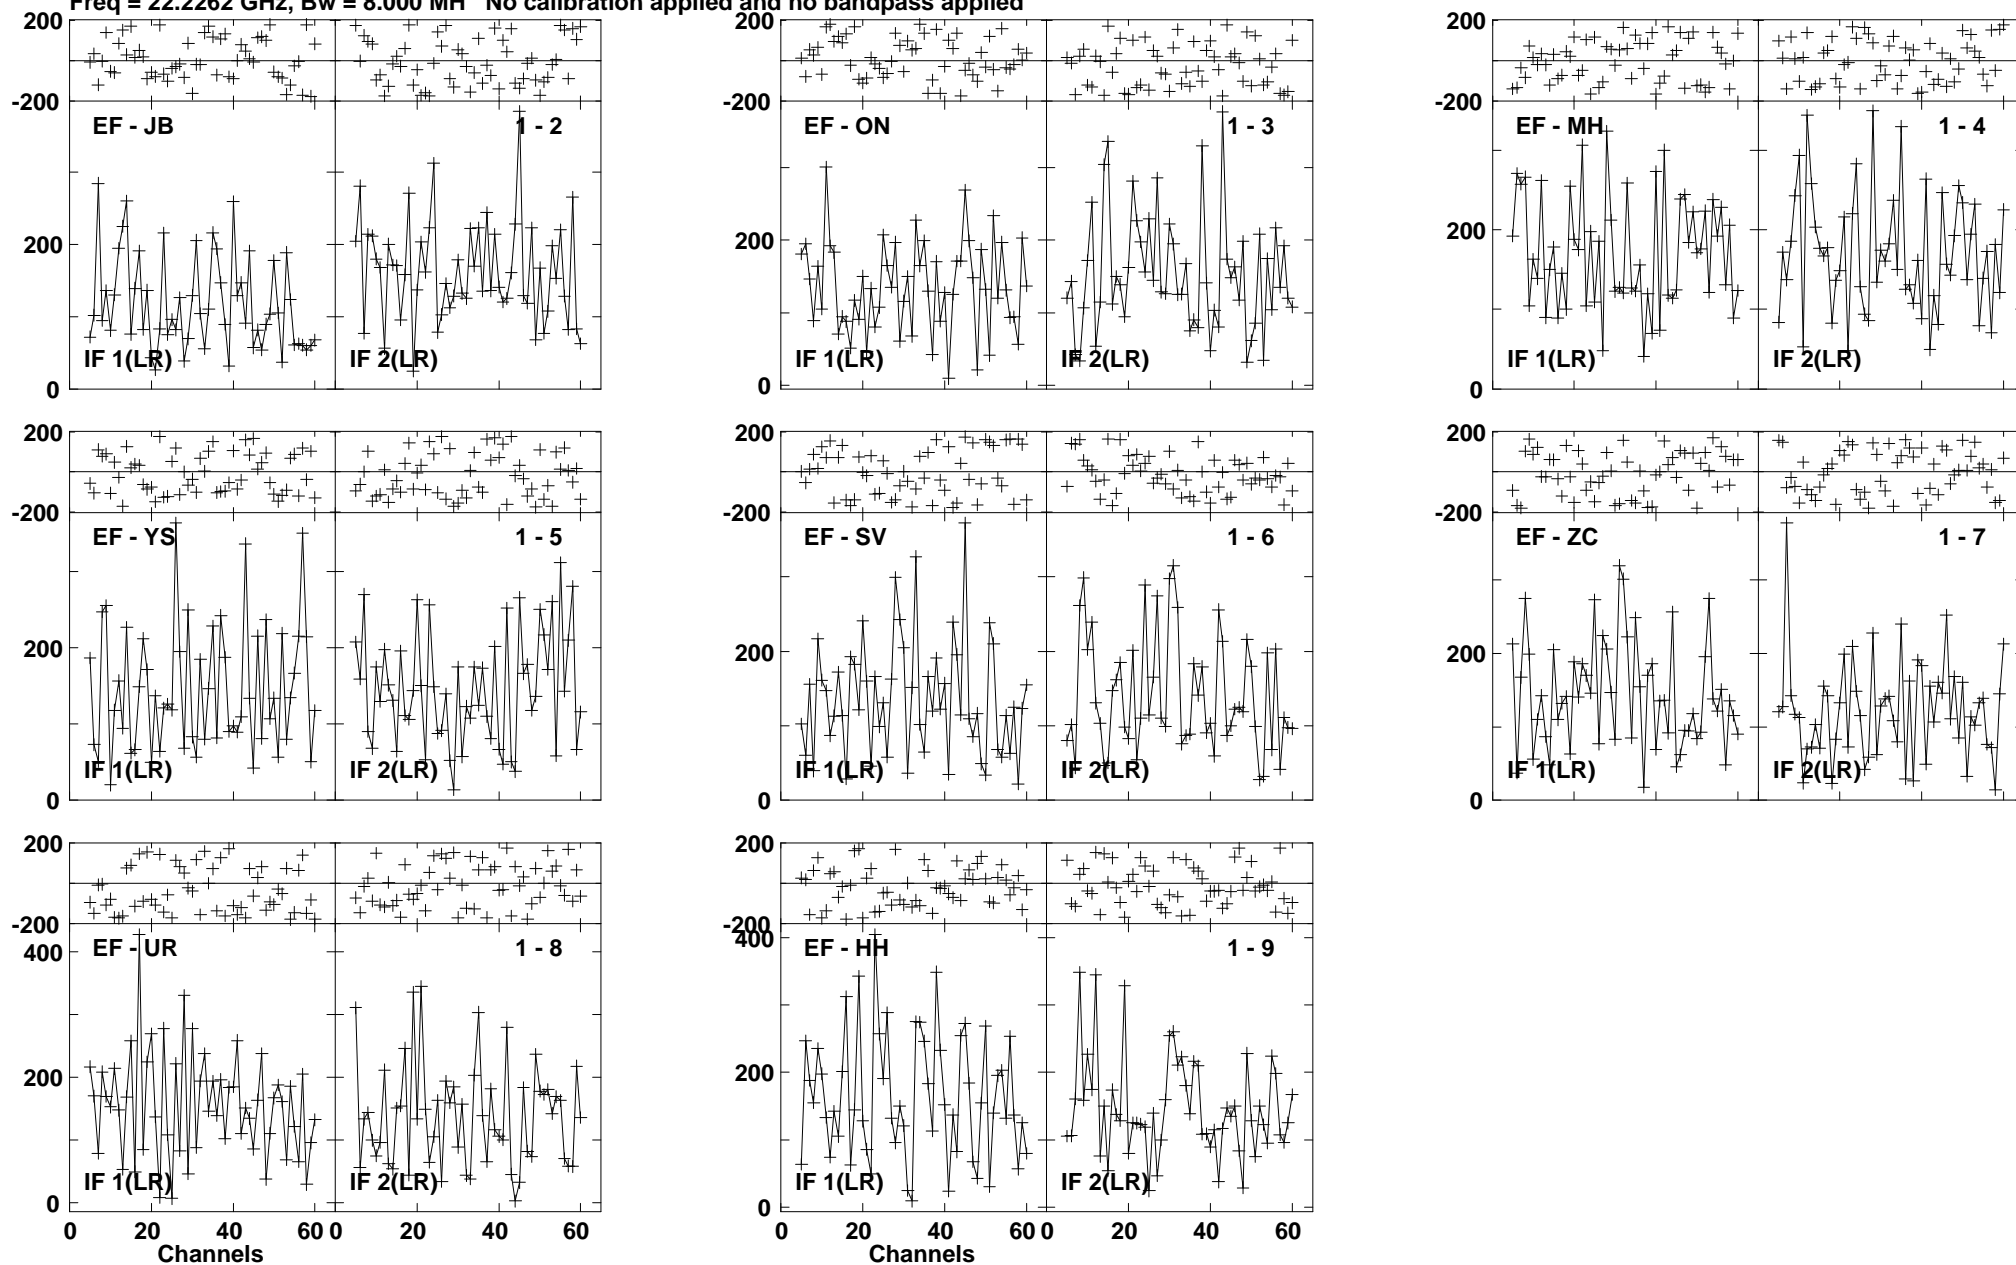 Freq = 22.2262 GHz, Bw = 8.000 MH No calibration applied and no bandpass applied
200
-200
EF - JB 1 - 2
200
IF 1(LR) IF 2(LR)
0
200
-200
EF - ON 1 - 3
200
IF 1(LR) IF 2(LR)
0
200
-200
EF - MH 1 - 4
200
IF 1(LR) IF 2(LR)
0
200
-200
EF - YS 1 - 5
200
IF 1(LR) IF 2(LR)
0
200
-200
EF - SV 1 - 6
200
IF 1(LR) IF 2(LR)
0
200
-200
EF - ZC 1 - 7
200
IF 1(LR) IF 2(LR)
0
200
-200
400
EF - UR 1 - 8
200
IF 1(LR) IF 2(LR)
0
0 20 40 60 0 20 40 60
Channels
200
-200
400
EF - HH 1 - 9
200
IF 1(LR) IF 2(LR)
0
0 20 40 60 0 20 40 60
Channels